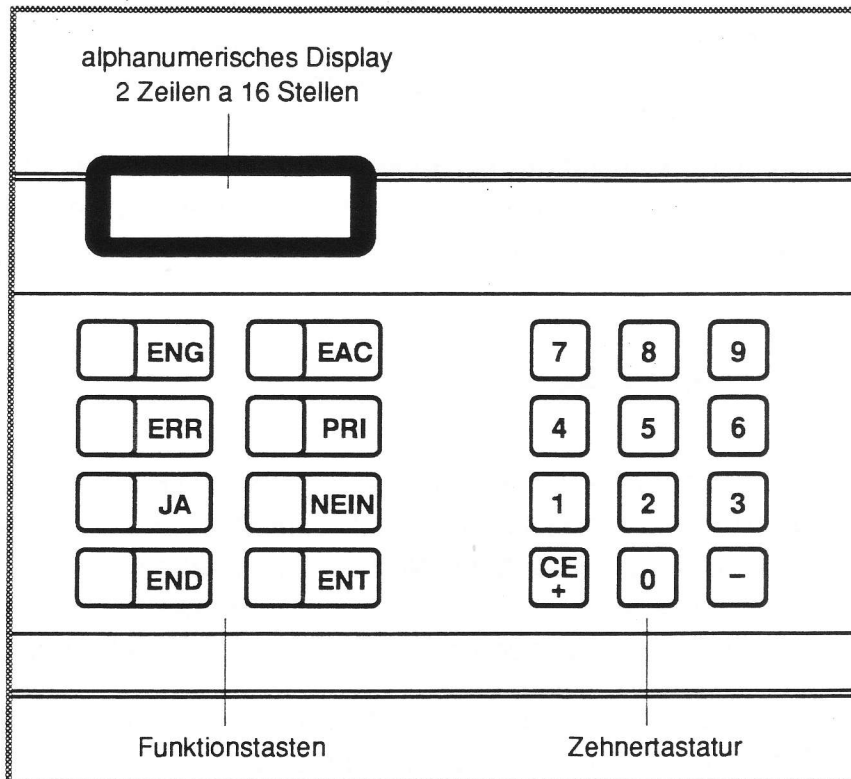 alphanumerisches Display
2 Zeilen a 16 Stellen
ENG EAC 7 8 9
ERR PRI 4 5 6
JA NEIN 1 2 3
CE
END ENT + 0 –
Funktionstasten Zehnertastatur